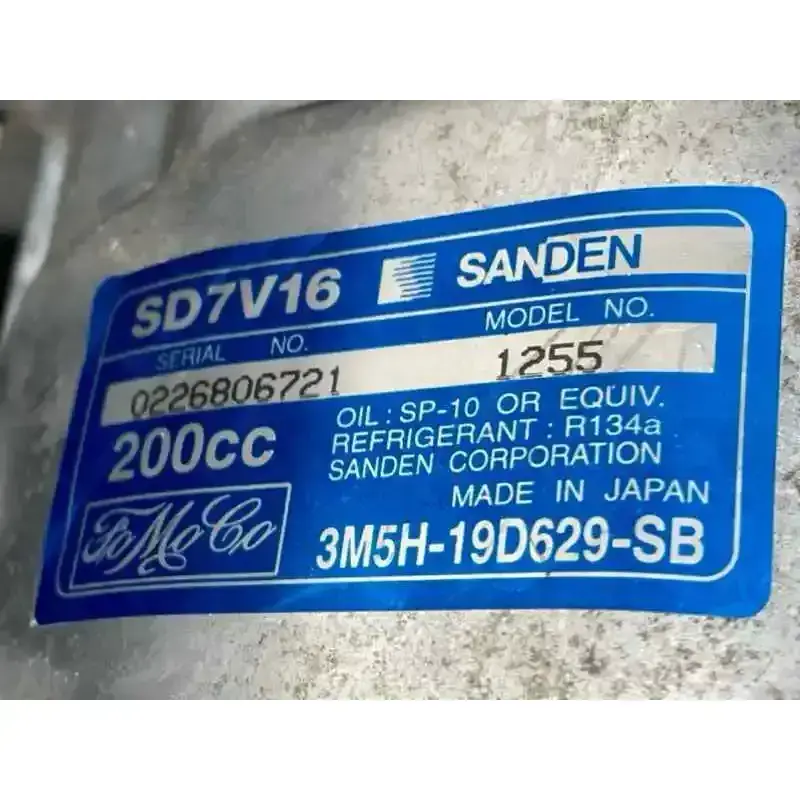 SD7V16 SANDEN
SERIAL NO. MODEL NO.
0226806721 1255
200cc
OIL : SP-10 OR EQUIV.
REFRIGERANT : R134a
SANDEN CORPORATION
MADE IN JAPAN
FoMoCo 3M5H-19D629-SB